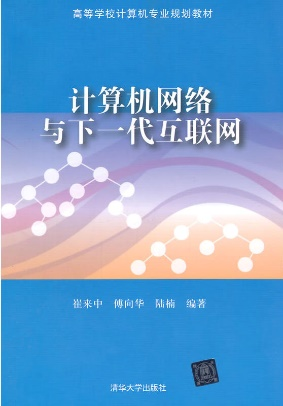 高等学校计算机专业规划教材
计算机网络
与下一代互联网
崔来中 傅向华 陆楠 编著
清华大学出版社